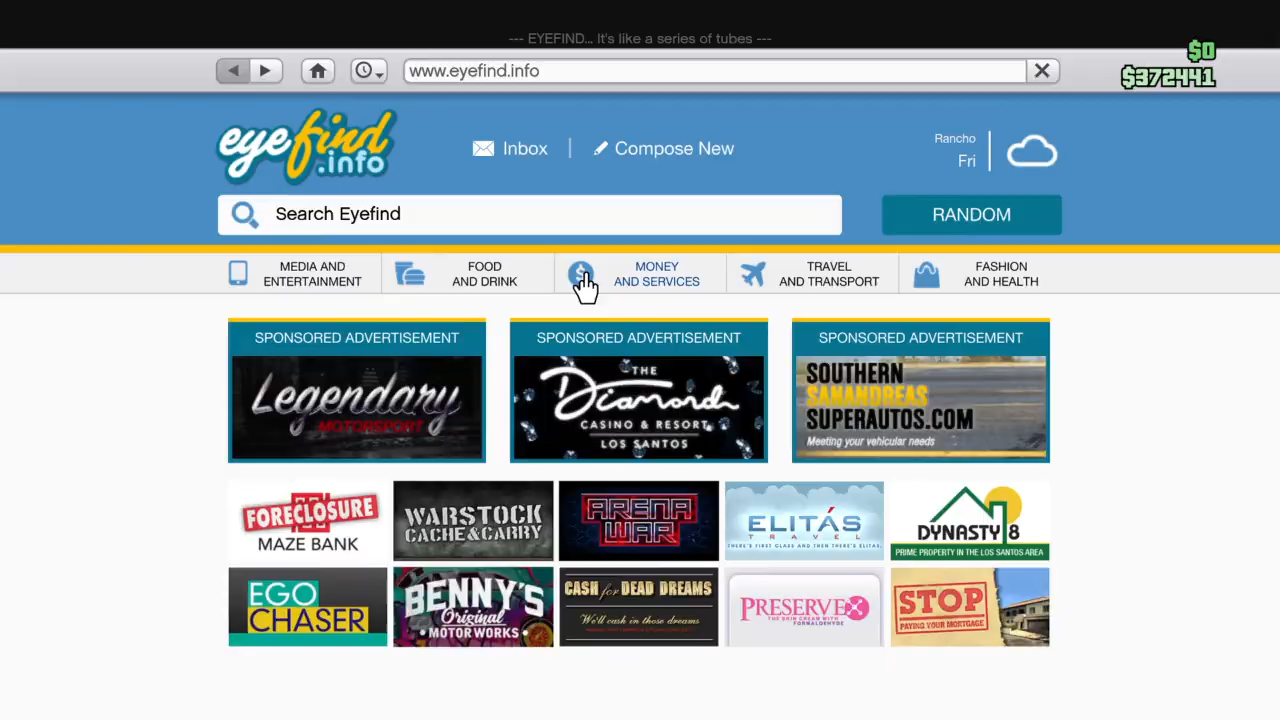 --- EYEFIND... It's like a series of tubes ---
$0
www.eyefind.info
$372441
eyefind.info
Inbox
Compose New
Rancho
Fri
Search Eyefind
RANDOM
MEDIA AND ENTERTAINMENT
FOOD AND DRINK
MONEY AND SERVICES
TRAVEL AND TRANSPORT
FASHION AND HEALTH
SPONSORED ADVERTISEMENT
Legendary
MOTORSPORT
SPONSORED ADVERTISEMENT
THE
Diamond
CASINO & RESORT
LOS SANTOS
SPONSORED ADVERTISEMENT
SOUTHERN
SANANDREAS
SUPERAUTOS.COM
Meeting your vehicular needs
FORECLOSURE
MAZE BANK
WARSTOCK
CACHE & CARRY
ARENA
WAR
ELITÁS
TRAVEL
THERE'S FIRST CLASS AND THEN THERE'S ELITAS
DYNASTY 8
PRIME PROPERTY IN THE LOS SANTOS AREA
EGO
CHASER
BENNY'S
Original
MOTOR WORKS
CASH for DEAD DREAMS
We'll cash in those dreams
PRESERVEX
THE SKIN CREAM WITH
FORMALDEHYDE
STOP
PAYING YOUR MORTGAGE